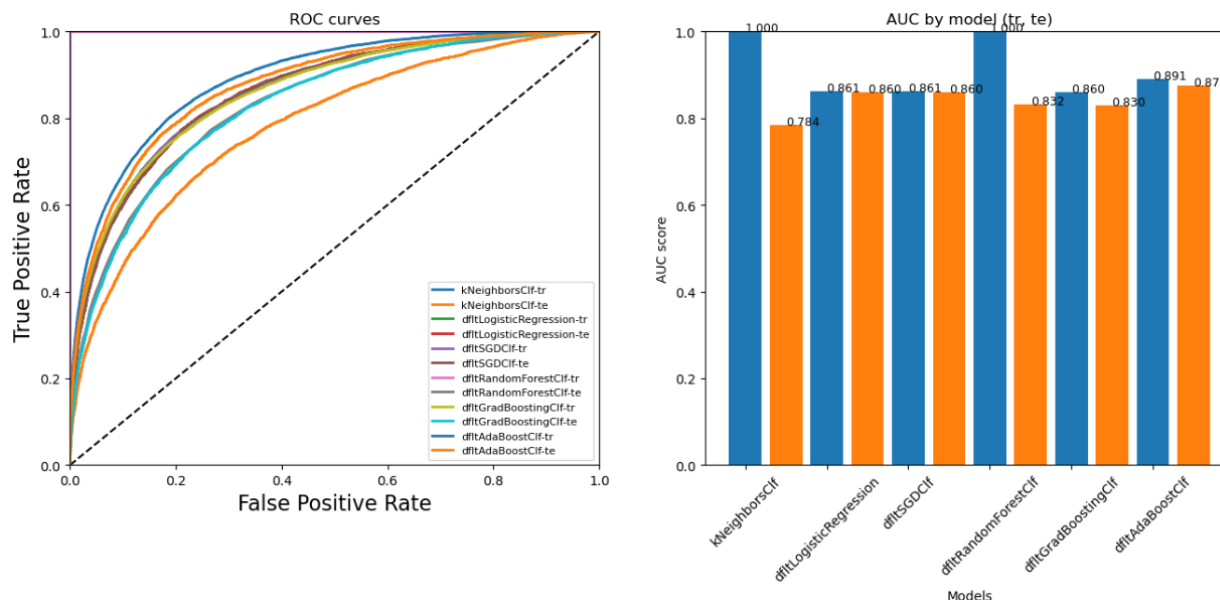 ROC curves
1.0
0.8
0.6
0.4
0.2
0.0
True Positive Rate
0.0 0.2 0.4 0.6 0.8 1.0
False Positive Rate
kNeighborsClf-tr
kNeighborsClf-te
dfltLogisticRegression-tr
dfltLogisticRegression-te
dfltSGDClf-tr
dfltSGDClf-te
dfltRandomForestClf-tr
dfltRandomForestClf-te
dfltGradBoostingClf-tr
dfltGradBoostingClf-te
dfltAdaBoostClf-tr
dfltAdaBoostClf-te
AUC by model (tr, te)
1.0
0.8
0.6
0.4
0.2
0.0
AUC score
1.000 0.784 0.861 0.860 0.861 0.860 1.000 0.832 0.860 0.830 0.891 0.87
kNeighborsClf
dfltLogisticRegression
dfltSGDClf
dfltRandomForestClf
dfltGradBoostingClf
dfltAdaBoostClf
Models